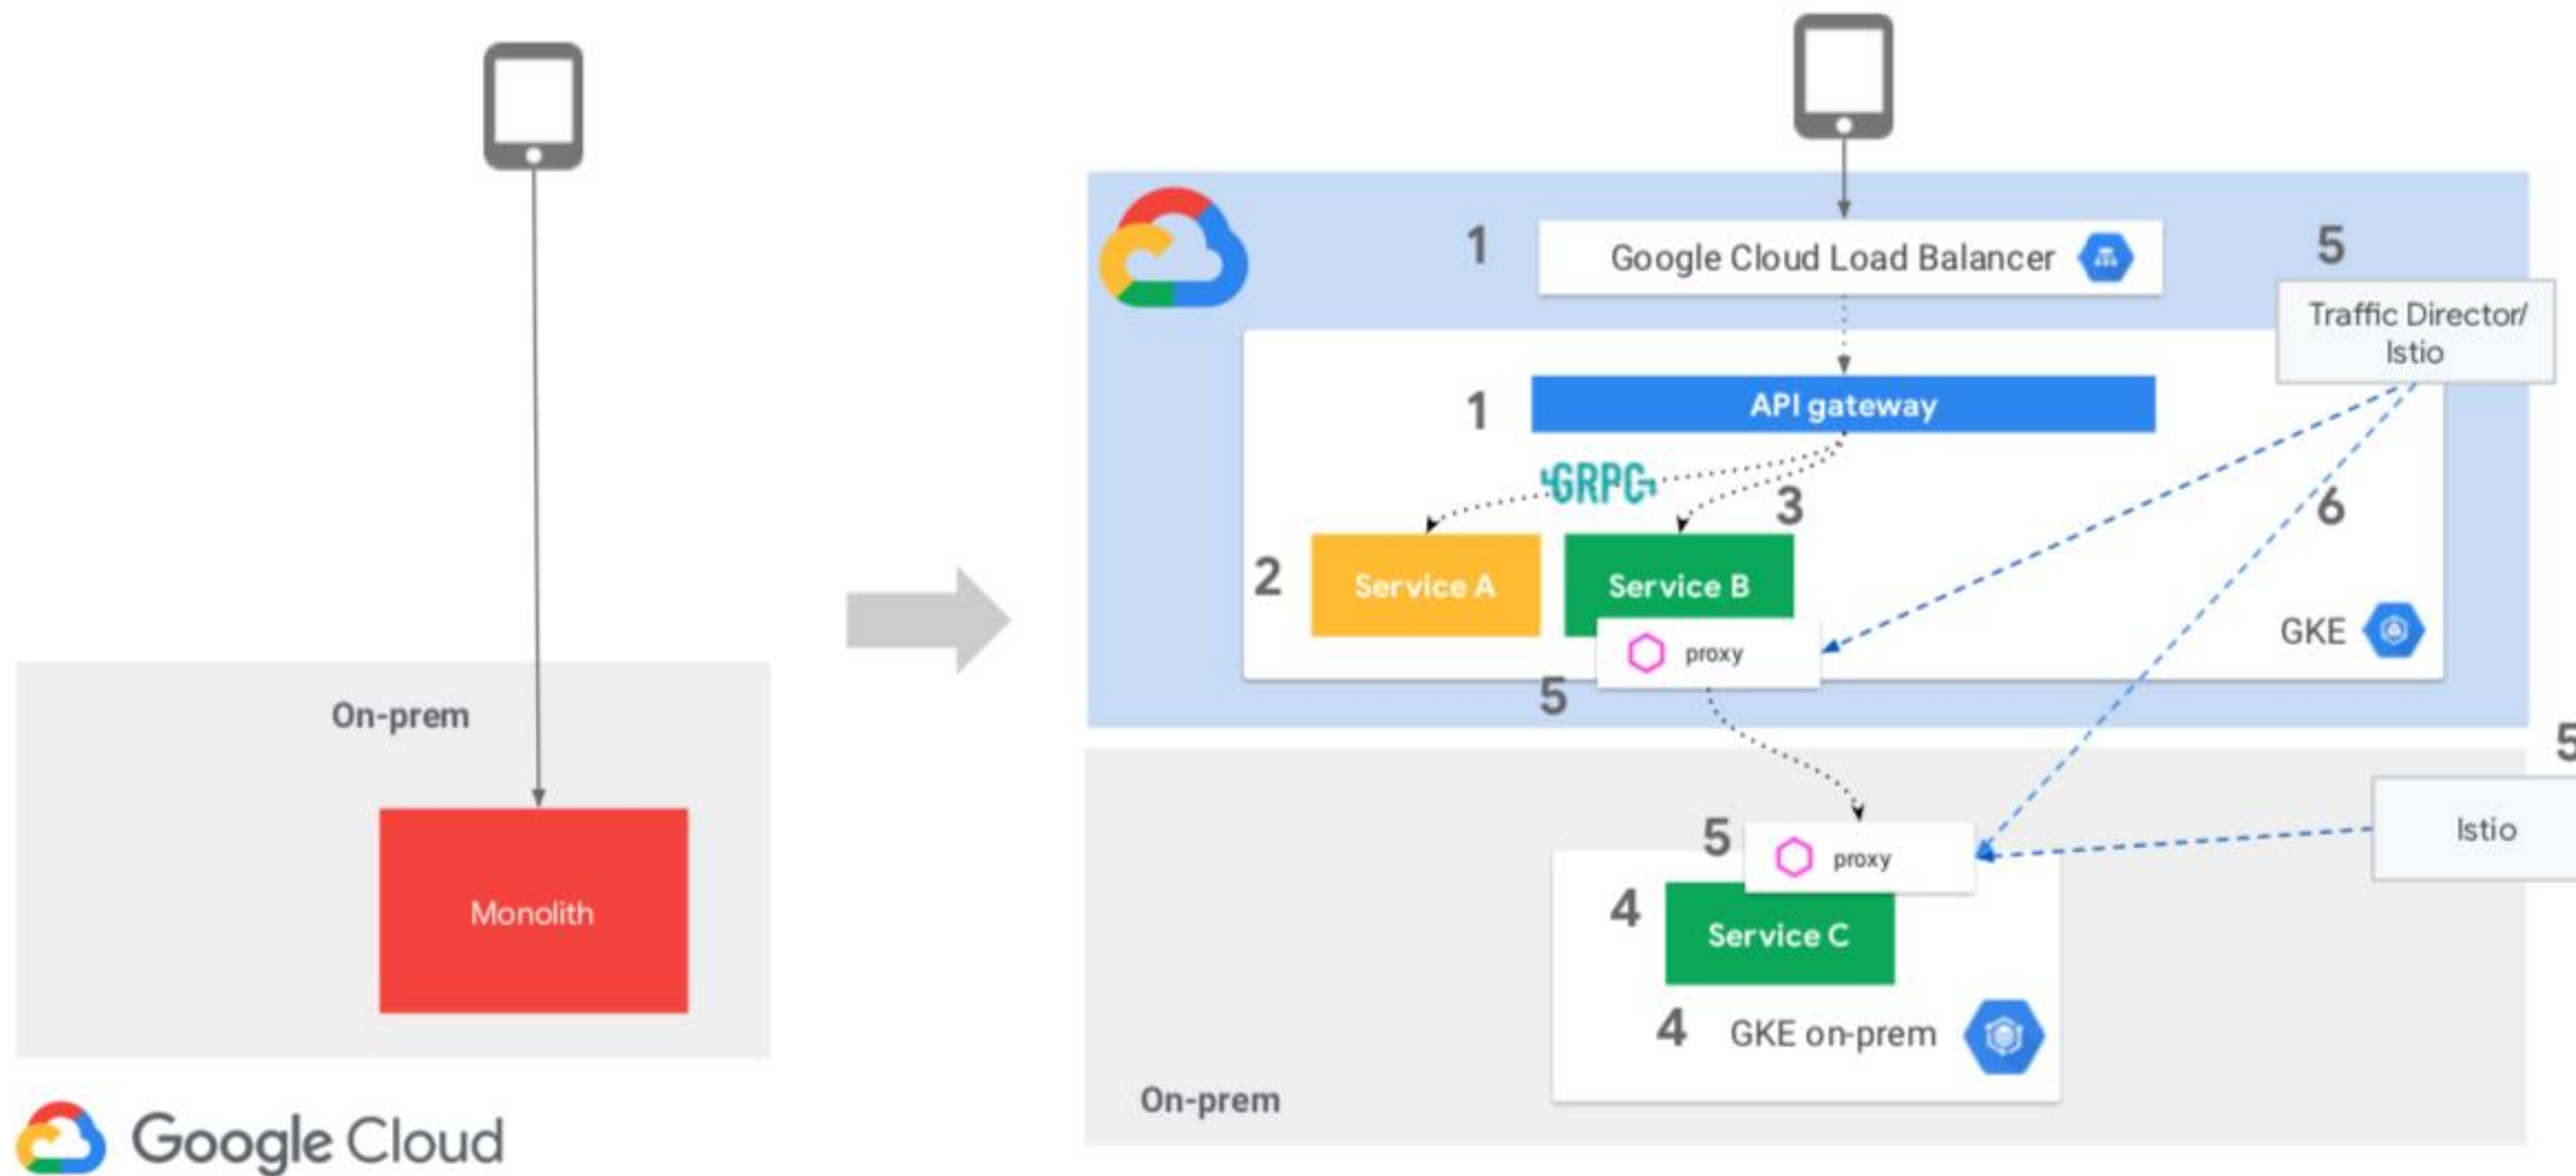 On-prem
Monolith
Google Cloud
1
Google Cloud Load Balancer
5
Traffic Director/
Istio
1
API gateway
GRPC
3
6
2
Service A
Service B
GKE
proxy
5
5
5
proxy
Istio
4
Service C
4
GKE on-prem
On-prem